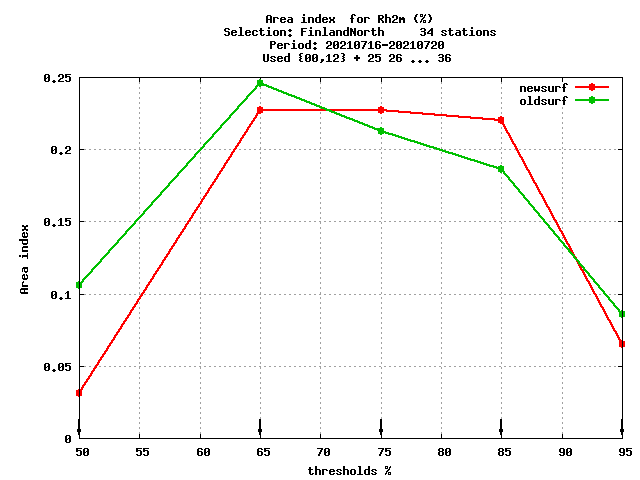 Area index  for Rh2m (%)
Selection: FinlandNorth     34 stations
Period: 20210716-20210720
Used {00,12} + 25 26 ... 36
newsurf
oldsurf
0.25
0.2
0.15
0.1
0.05
0
Area index
50 55 60 65 70 75 80 85 90 95
thresholds %